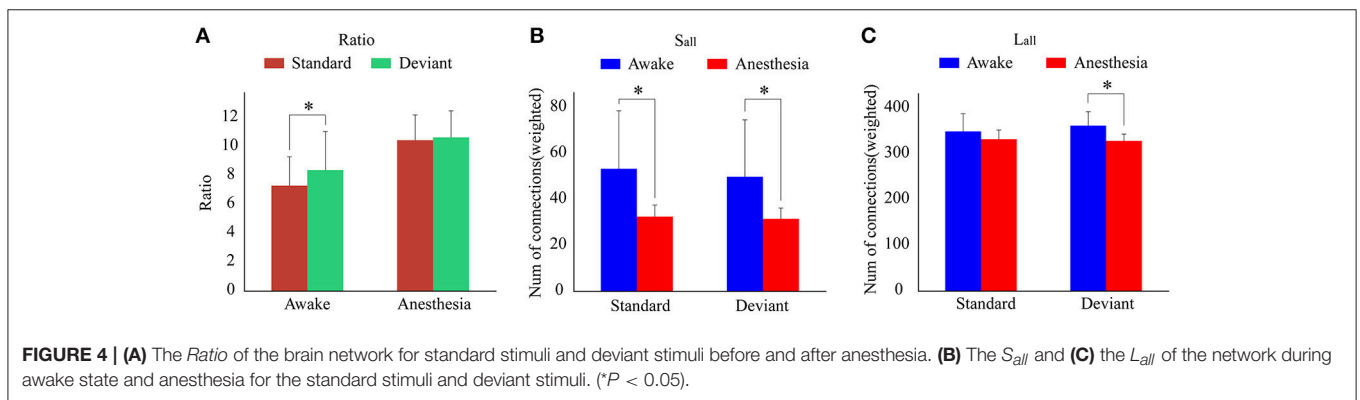 A
Ratio
Standard Deviant
*
Ratio
12
10
8
6
4
2
0
Awake Anesthesia
B
Sall
Awake Anesthesia
* *
Num of connections(weighted)
80
60
40
20
0
Standard Deviant
C
Lall
Awake Anesthesia
*
Num of connections(weighted)
400
300
200
100
0
Standard Deviant
FIGURE 4 | (A) The Ratio of the brain network for standard stimuli and deviant stimuli before and after anesthesia. (B) The Sall and (C) the Lall of the network during
awake state and anesthesia for the standard stimuli and deviant stimuli. (*P < 0.05).